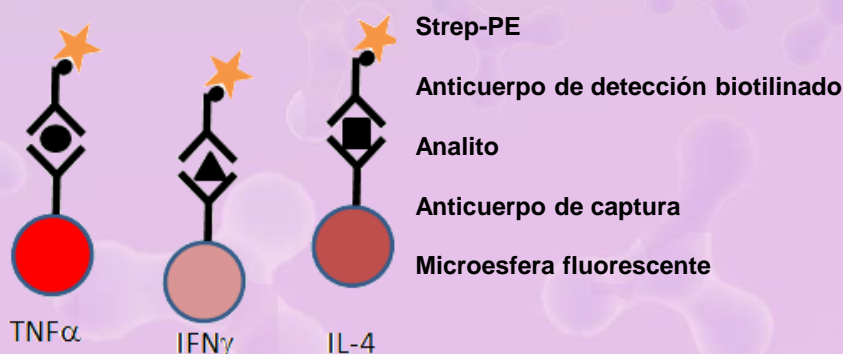 Strep-PE
Anticuerpo de detección biotilinado
Analito
Anticuerpo de captura
Microesfera fluorescente
TNFα
IFNγ
IL-4